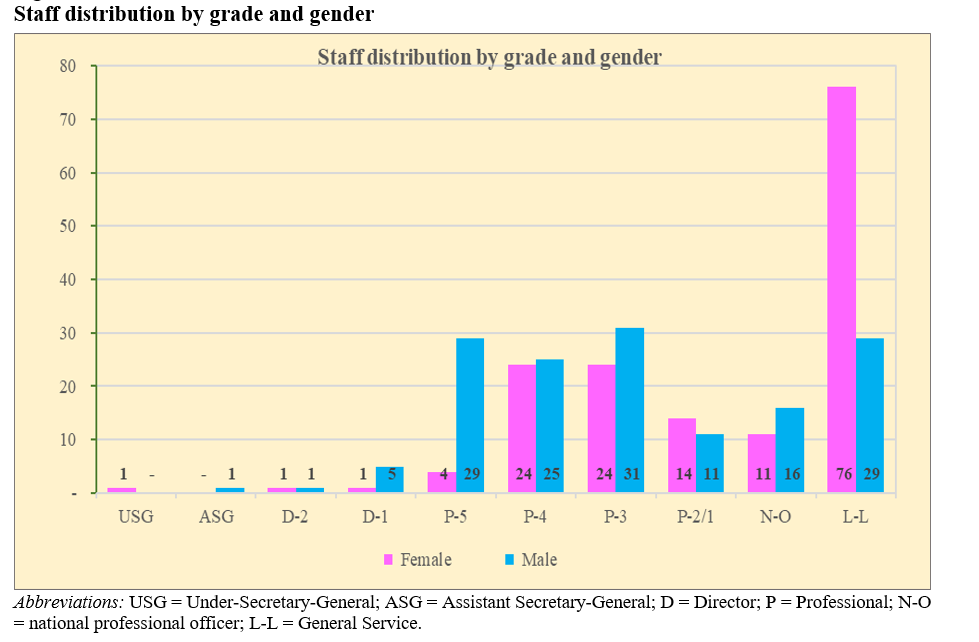 Staff distribution by grade and gender
Staff distribution by grade and gender
80
70
60
50
40
30
20
10
-
1 - - 1 1 1 1 5 4 29 24 25 24 31 14 11 11 16 76 29
USG ASG D-2 D-1 P-5 P-4 P-3 P-2/1 N-O L-L
Female Male
Abbreviations: USG = Under-Secretary-General; ASG = Assistant Secretary-General; D = Director; P = Professional; N-O
= national professional officer; L-L = General Service.